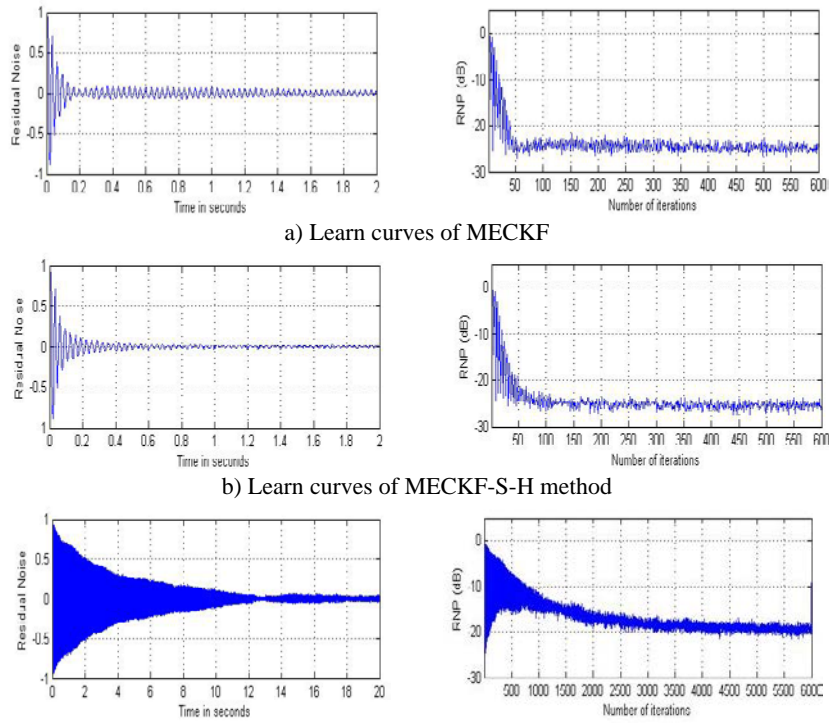 1
0.5
0
-0.5
-1
Residual Noise
0 0.2 0.4 0.6 0.8 1.0 1.2 1.4 1.6 1.8 2
Time in seconds
0
-10
-20
-30
RNP (dB)
50 100 150 200 250 300 350 400 450 500 550 600
Number of iterations
a) Learn curves of MECKF
1
0.5
0
-0.5
1
Residual Noise
0 0.2 0.4 0.6 0.8 1.0 1.2 1.4 1.6 1.8 2
Time in seconds
0
-10
-20
-30
RNP (dB)
50 100 150 200 250 300 350 400 450 500 550 600
Number of iterations
b) Learn curves of MECKF-S-H method
1
0.5
0
-0.5
-1
Residual Noise
0 2 4 6 8 10 12 14 16 18 20
Time in seconds
0
-10
-20
-30
RNP (dB)
500 1000 1500 2000 2500 3000 3500 4000 4500 5000 5500
Number of iterations